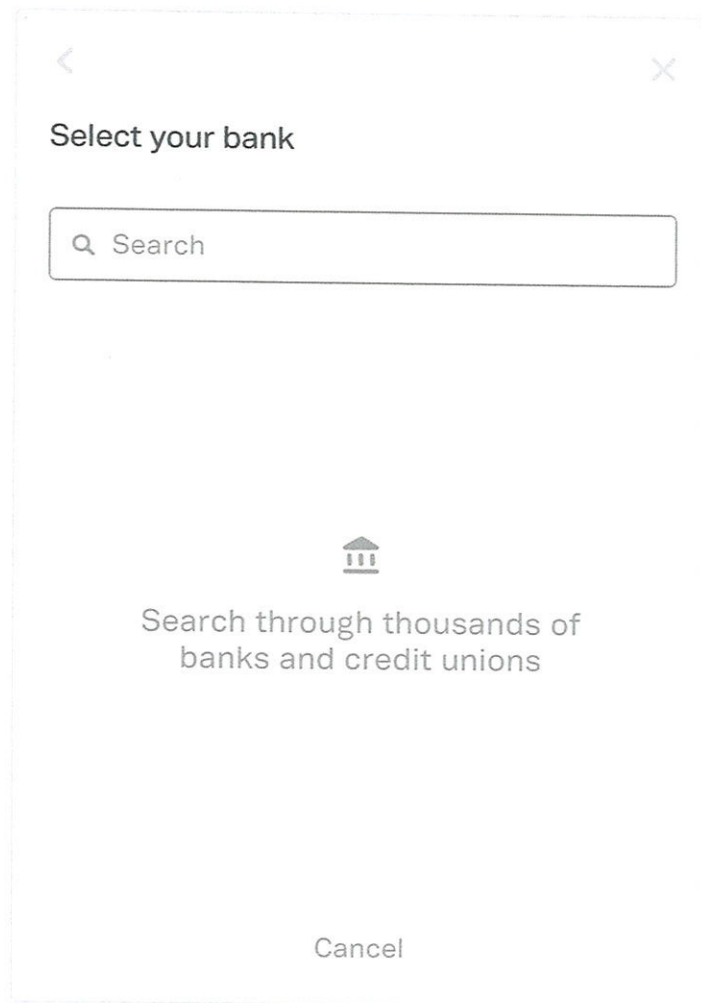 Select your bank
Search
Search through thousands of
banks and credit unions
Cancel